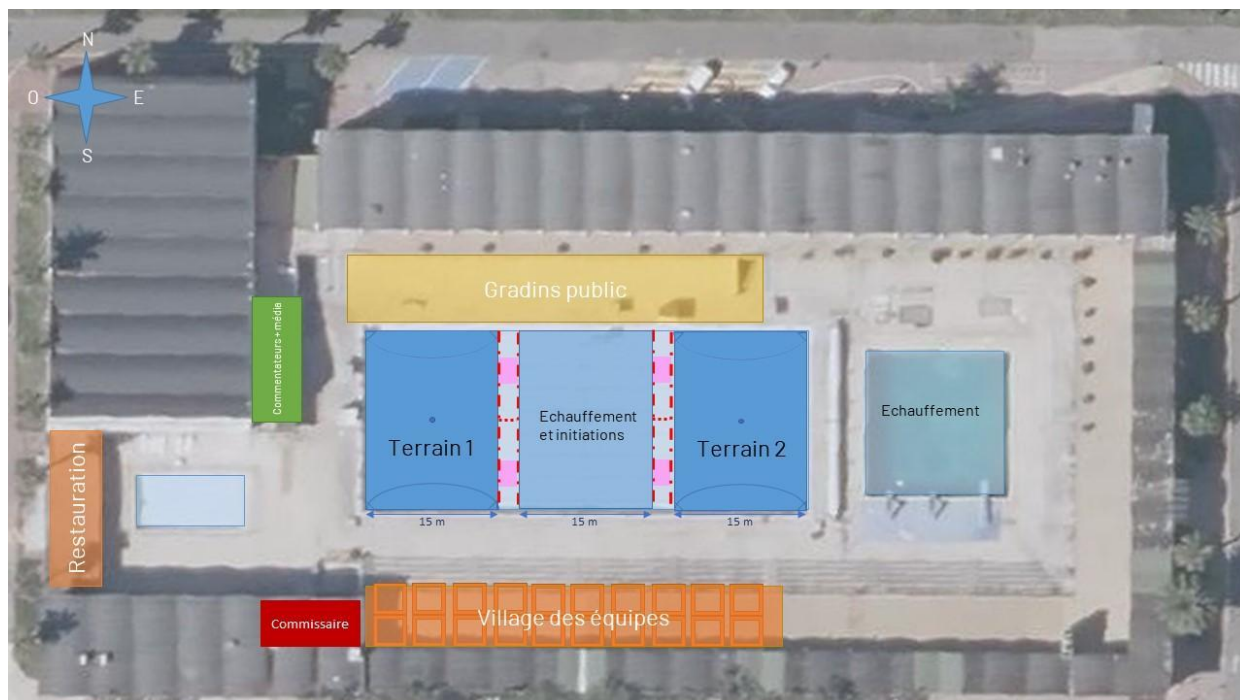 N
O
E
S
Gradins public
Commentateurs + média
Echauffement
et initiations
Echauffement
Terrain 1
Terrain 2
Restauration
15 m
15 m
15 m
Commissaire
Village des équipes